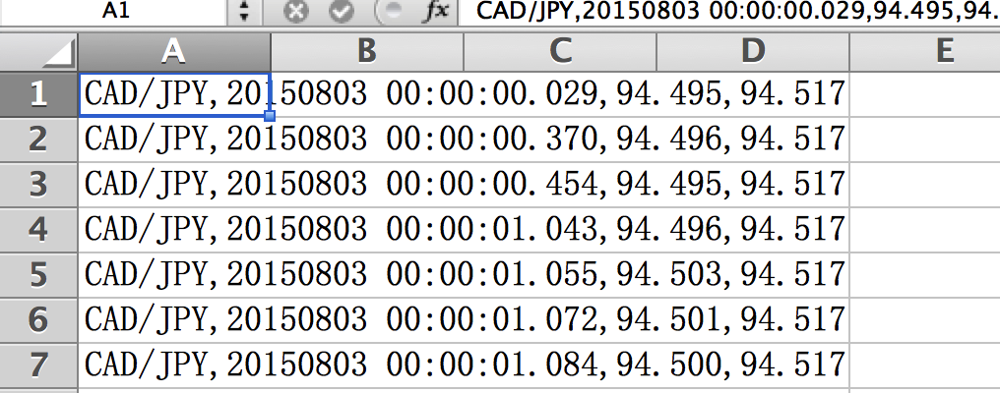 A1 fx CAD/JPY,20150803 00:00:00.029,94.495,94.
A B C D E
1 CAD/JPY,20150803 00:00:00.029,94.495,94.517
2 CAD/JPY,20150803 00:00:00.370,94.496,94.517
3 CAD/JPY,20150803 00:00:00.454,94.495,94.517
4 CAD/JPY,20150803 00:00:01.043,94.496,94.517
5 CAD/JPY,20150803 00:00:01.055,94.503,94.517
6 CAD/JPY,20150803 00:00:01.072,94.501,94.517
7 CAD/JPY,20150803 00:00:01.084,94.500,94.517